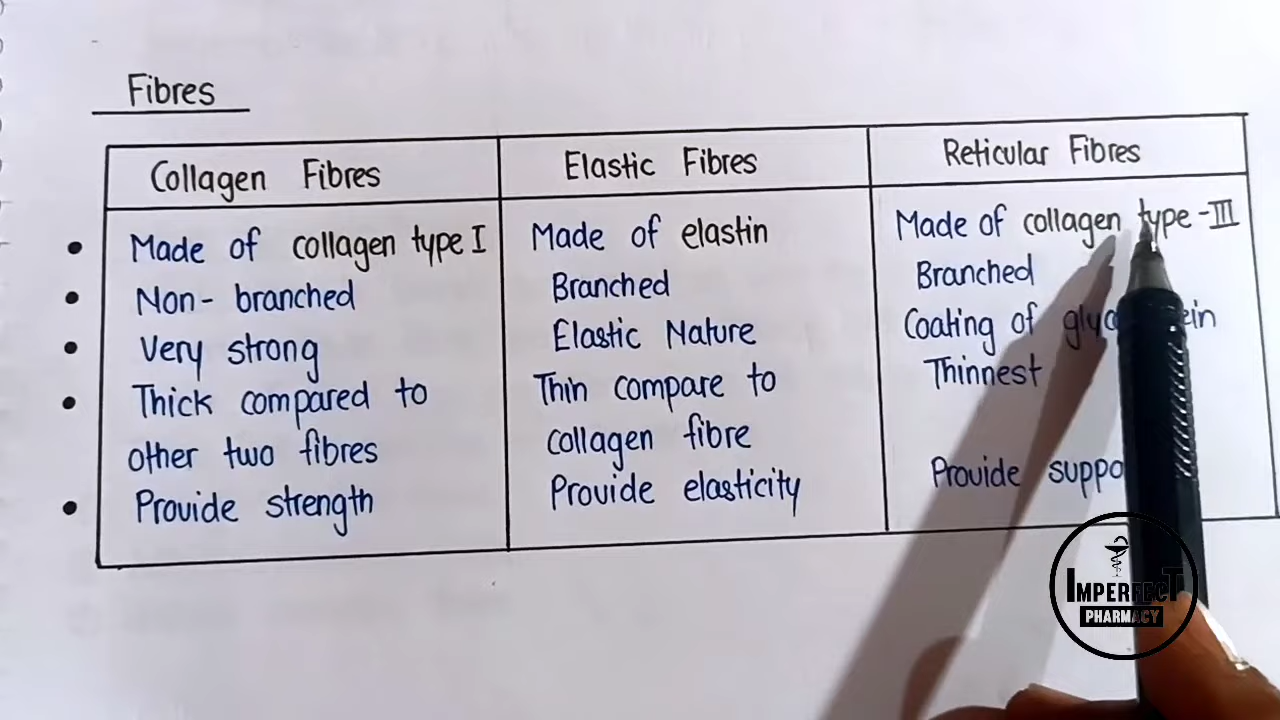 Fibres
Collagen Fibres
Elastic Fibres
Reticular Fibres
Made of collagen type I
Made of elastin
Made of collagen type-III
Non-branched
Branched
Branched
Very strong
Elastic Nature
Coating of
Thick compared to
other two fibres
Thin compare to
collagen fibre
Thinnest
Provide strength
Provide elasticity
Provide
IMPERFECT
PHARMACY